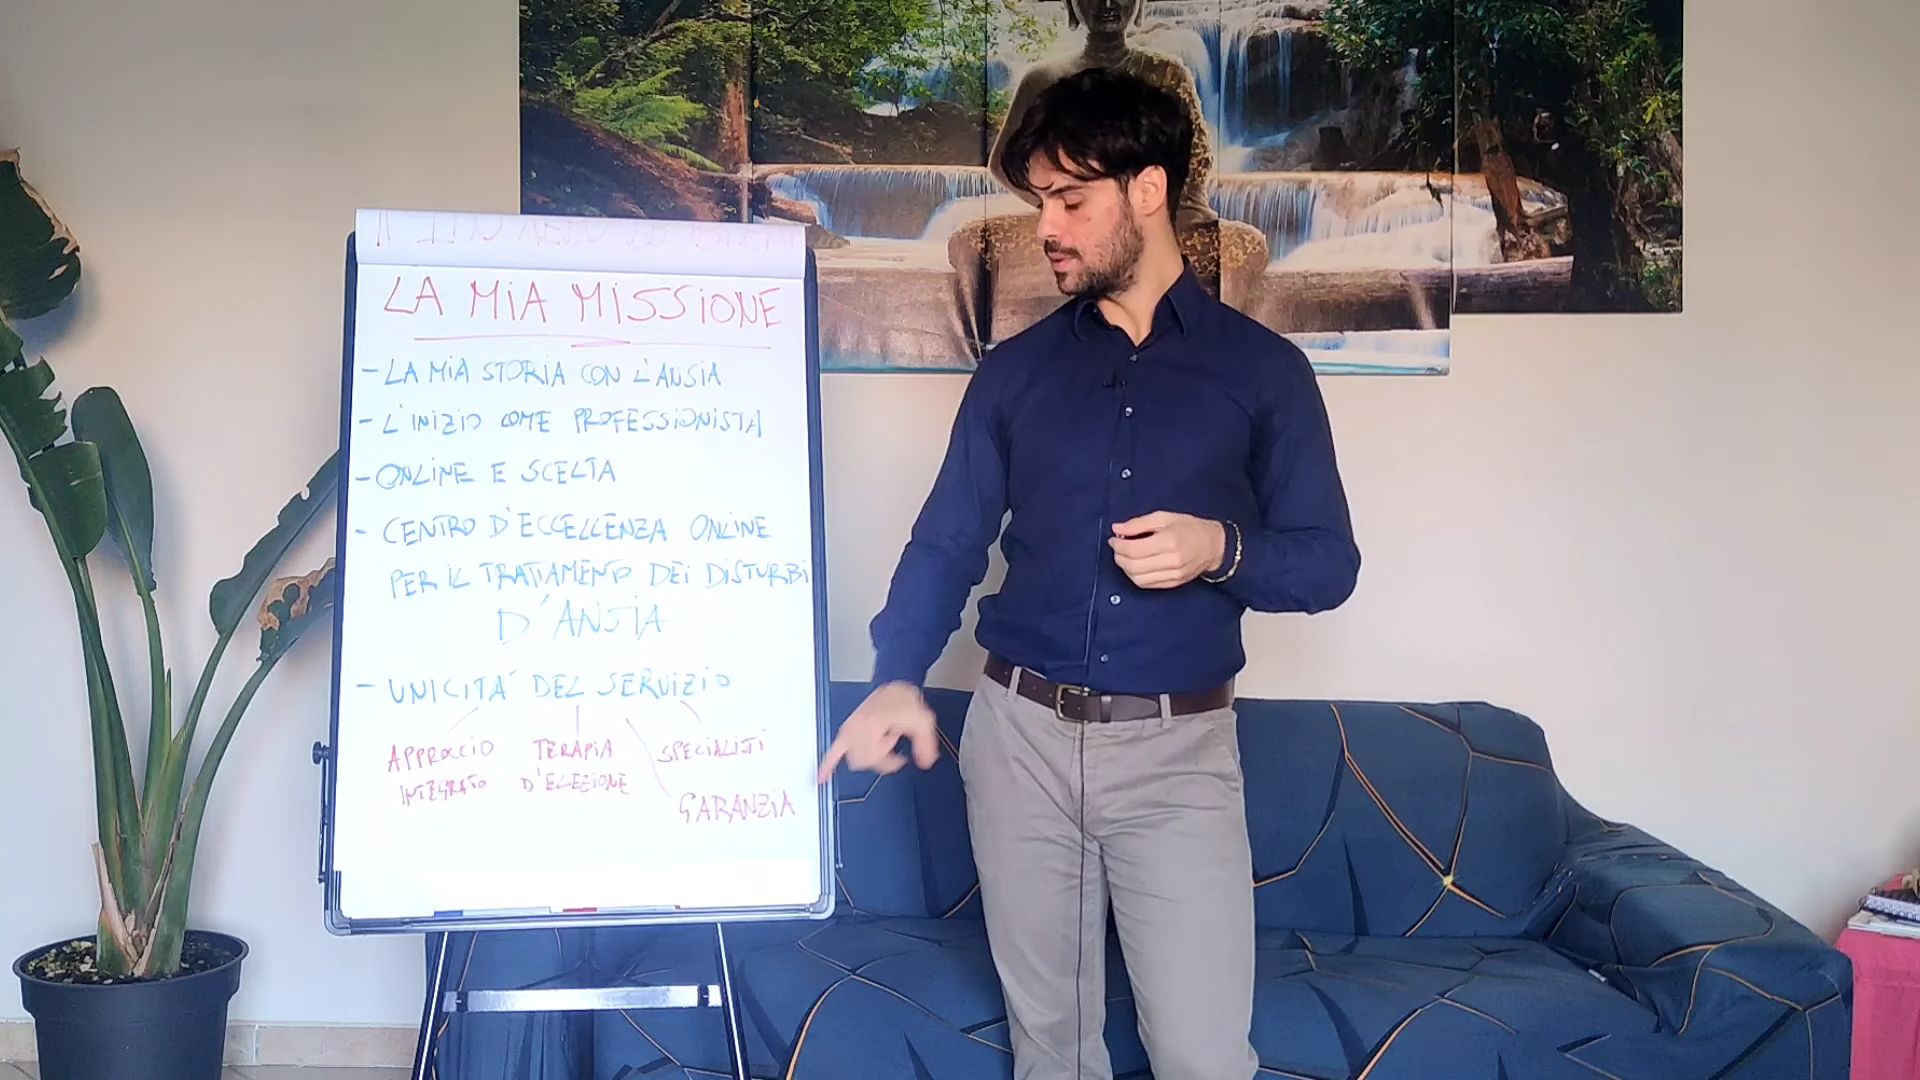 LA MIA MISSIONE
- LA MIA STORIA CON L'ANSIA
- L'INIZIO COME PROFESSIONISTA
- ONLINE E SCELTA
- CENTRO D'ECCELLENZA ONLINE
PER IL TRATTAMENTO DEI DISTURBI
D'ANSIA
- UNICITÀ DEL SERVIZIO
APPROCCIO TERAPIA SPECIALISTI
INTEGRATO D'ELEZIONE
GARANZIA